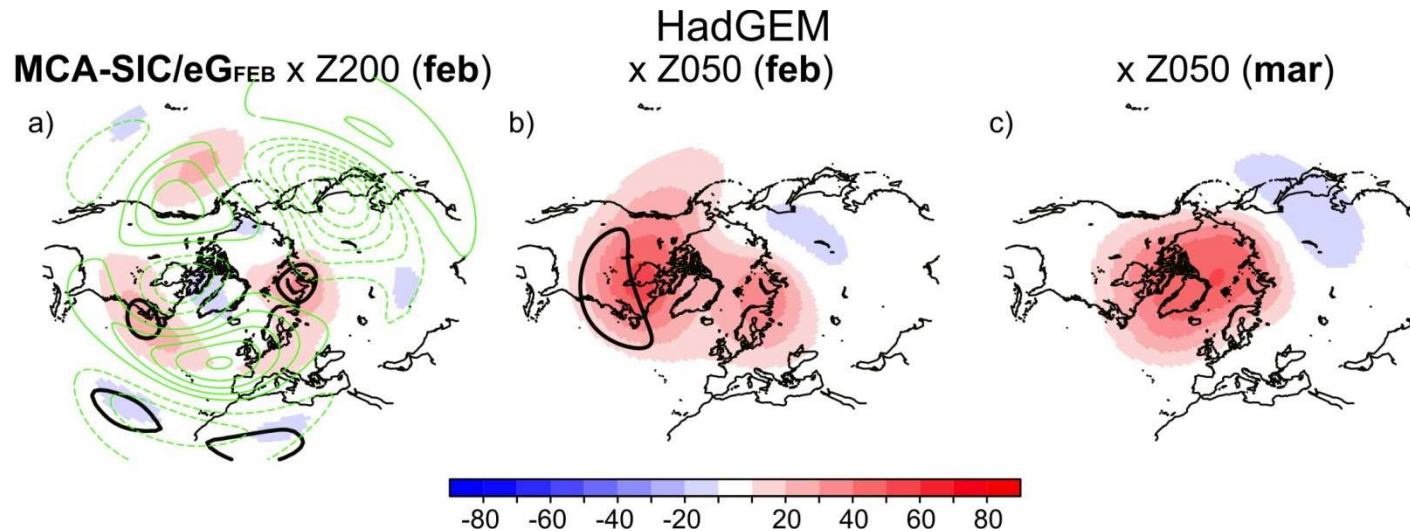 HadGEM
MCA-SIC/eGFEB x Z200 (feb)
x Z050 (feb)
x Z050 (mar)
a)
b)
c)
-80 -60 -40 -20 20 40 60 80